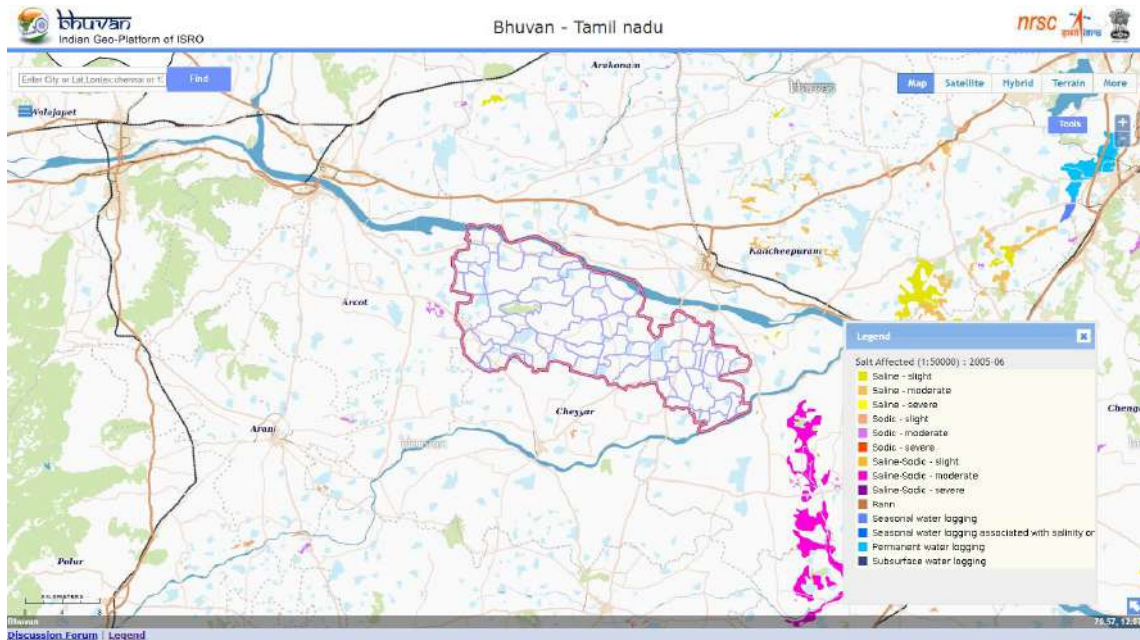 bhuvan
Indian Geo-Platform of ISRO
Bhuvan - Tamil nadu
nrsc
Find
Map
Satellite
Hybrid
Terrain
More
Tools
Arakonam
Walajapet
Kancheepuram
Arcot
Cheyyar
Arani
Polur
KILOMETERS
Legend
Salt Affected (1:50000) : 2005-06
Saline - slight
Saline - moderate
Saline - severe
Sodic - slight
Sodic - moderate
Sodic - severe
Saline-Sodic - slight
Saline-Sodic - moderate
Saline-Sodic - severe
Rann
Seasonal water logging
Seasonal water logging associated with salinity or
Permanent water logging
Subsurface water logging
Bhuvan
Discussion Forum | Legend